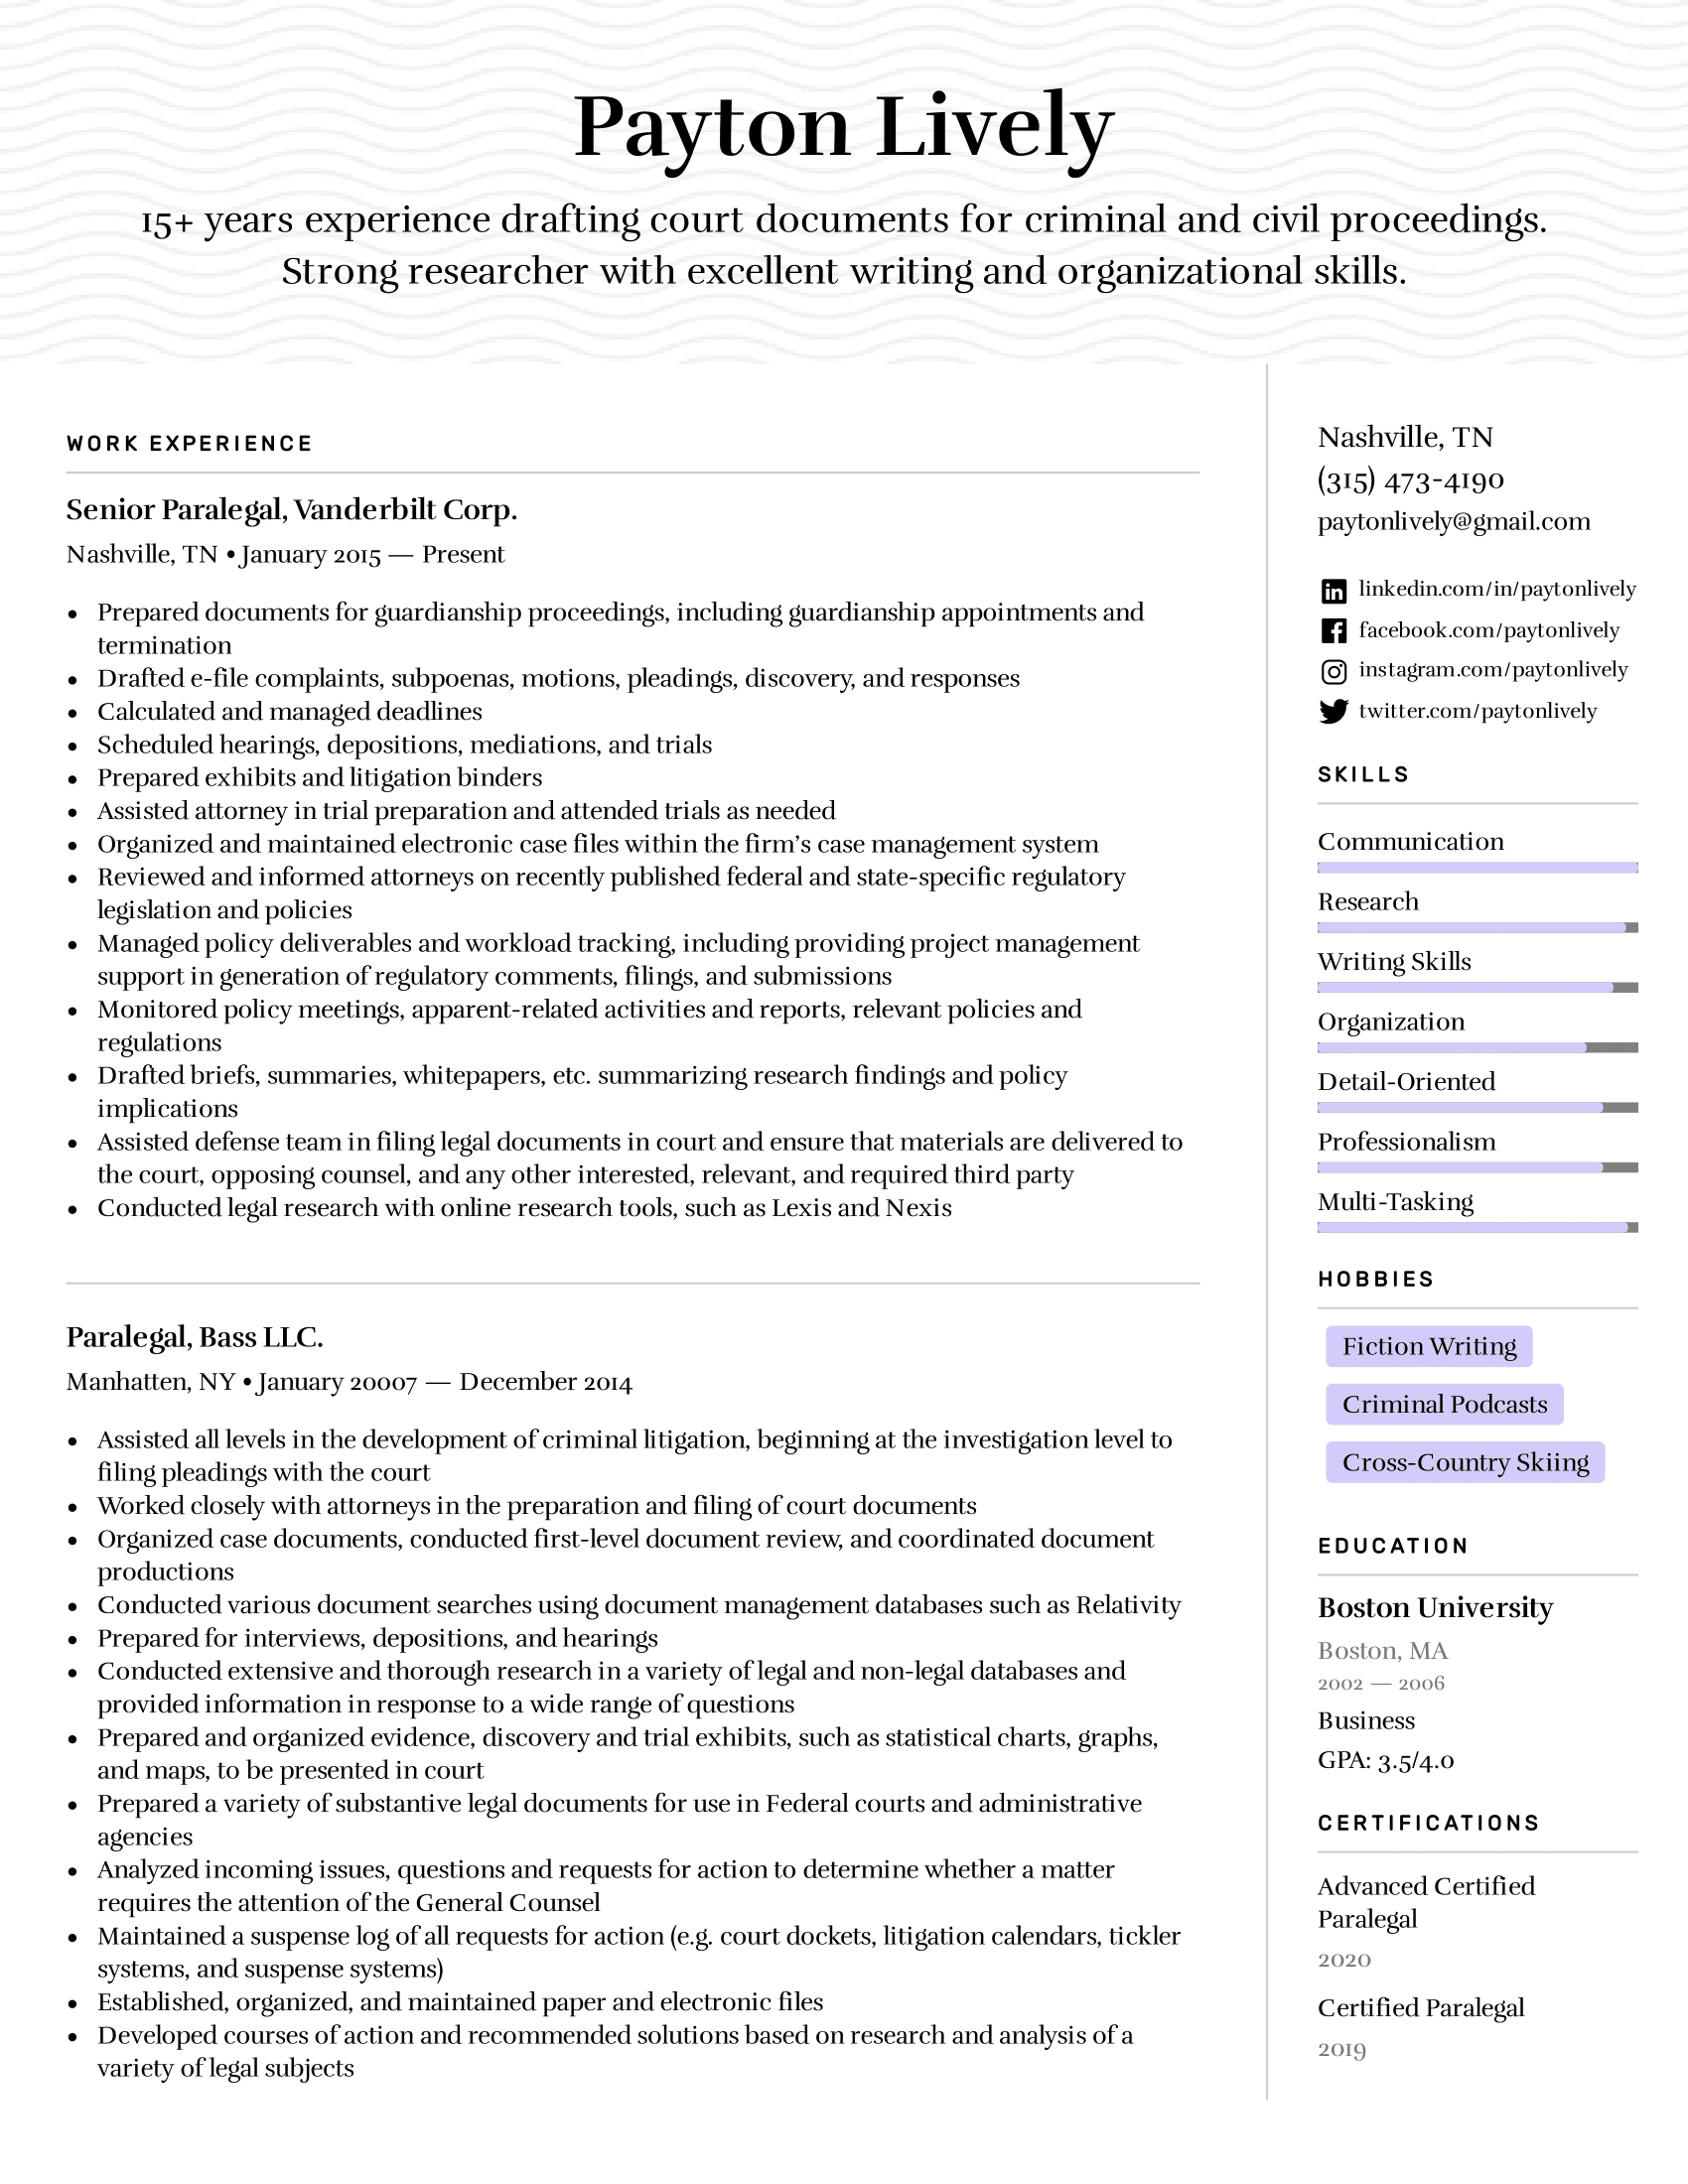 Payton Lively
15+ years experience drafting court documents for criminal and civil proceedings.
Strong researcher with excellent writing and organizational skills.
WORK EXPERIENCE
Senior Paralegal, Vanderbilt Corp.
Nashville, TN • January 2015 — Present
• Prepared documents for guardianship proceedings, including guardianship appointments and
termination
• Drafted e-file complaints, subpoenas, motions, pleadings, discovery, and responses
• Calculated and managed deadlines
• Scheduled hearings, depositions, mediations, and trials
• Prepared exhibits and litigation binders
• Assisted attorney in trial preparation and attended trials as needed
• Organized and maintained electronic case files within the firm’s case management system
• Reviewed and informed attorneys on recently published federal and state-specific regulatory
legislation and policies
• Managed policy deliverables and workload tracking, including providing project management
support in generation of regulatory comments, filings, and submissions
• Monitored policy meetings, apparent-related activities and reports, relevant policies and
regulations
• Drafted briefs, summaries, whitepapers, etc. summarizing research findings and policy
implications
• Assisted defense team in filing legal documents in court and ensure that materials are delivered to
the court, opposing counsel, and any other interested, relevant, and required third party
• Conducted legal research with online research tools, such as Lexis and Nexis
Paralegal, Bass LLC.
Manhatten, NY • January 20007 — December 2014
• Assisted all levels in the development of criminal litigation, beginning at the investigation level to
filing pleadings with the court
• Worked closely with attorneys in the preparation and filing of court documents
• Organized case documents, conducted first-level document review, and coordinated document
productions
• Conducted various document searches using document management databases such as Relativity
• Prepared for interviews, depositions, and hearings
• Conducted extensive and thorough research in a variety of legal and non-legal databases and
provided information in response to a wide range of questions
• Prepared and organized evidence, discovery and trial exhibits, such as statistical charts, graphs,
and maps, to be presented in court
• Prepared a variety of substantive legal documents for use in Federal courts and administrative
agencies
• Analyzed incoming issues, questions and requests for action to determine whether a matter
requires the attention of the General Counsel
• Maintained a suspense log of all requests for action (e.g. court dockets, litigation calendars, tickler
systems, and suspense systems)
• Established, organized, and maintained paper and electronic files
• Developed courses of action and recommended solutions based on research and analysis of a
variety of legal subjects
Nashville, TN
(315) 473-4190
paytonlively@gmail.com
linkedin.com/in/paytonlively
facebook.com/paytonlively
instagram.com/paytonlively
twitter.com/paytonlively
SKILLS
Communication
Research
Writing Skills
Organization
Detail-Oriented
Professionalism
Multi-Tasking
HOBBIES
Fiction Writing
Criminal Podcasts
Cross-Country Skiing
EDUCATION
Boston University
Boston, MA
2002 — 2006
Business
GPA: 3.5/4.0
CERTIFICATIONS
Advanced Certified
Paralegal
2020
Certified Paralegal
2019